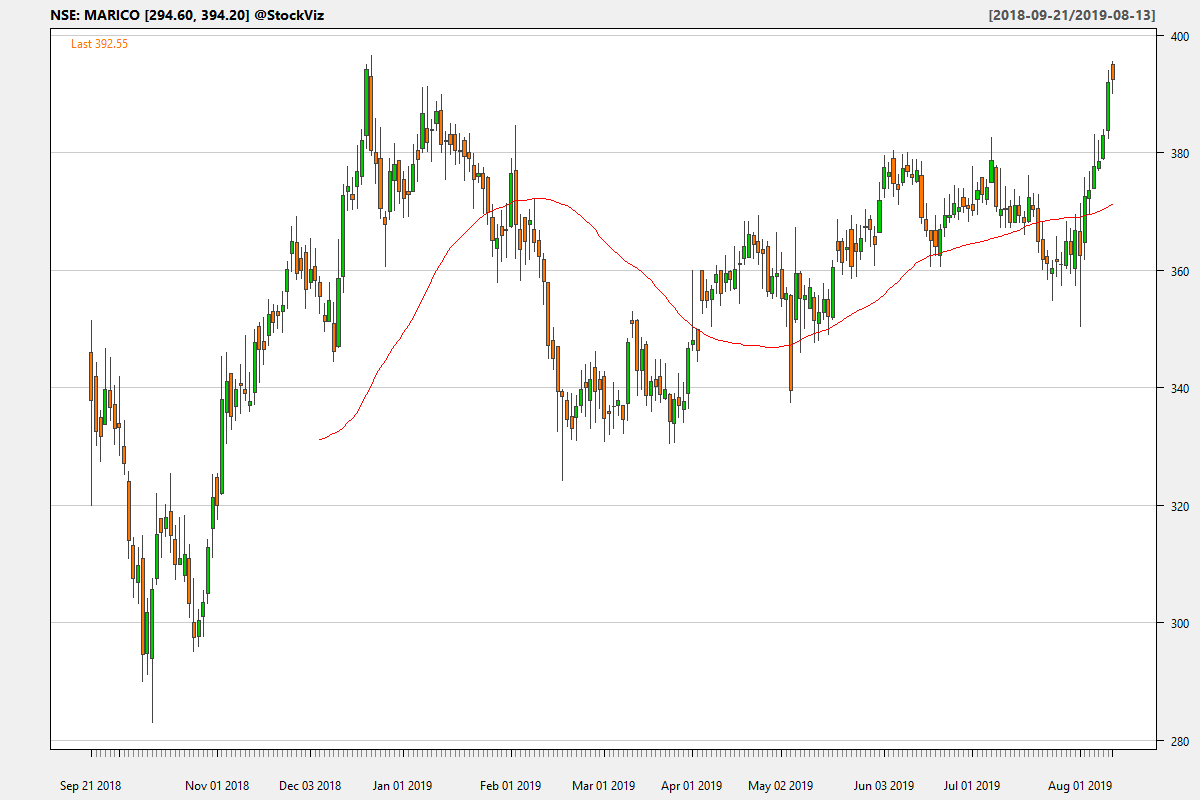 NSE: MARICO [294.60, 394.20] @StockViz [2018-09-21/2019-08-13]
Last 392.55
400
380
360
340
320
300
280
Sep 21 2018 Nov 01 2018 Dec 03 2018 Jan 01 2019 Feb 01 2019 Mar 01 2019 Apr 01 2019 May 02 2019 Jun 03 2019 Jul 01 2019 Aug 01 2019